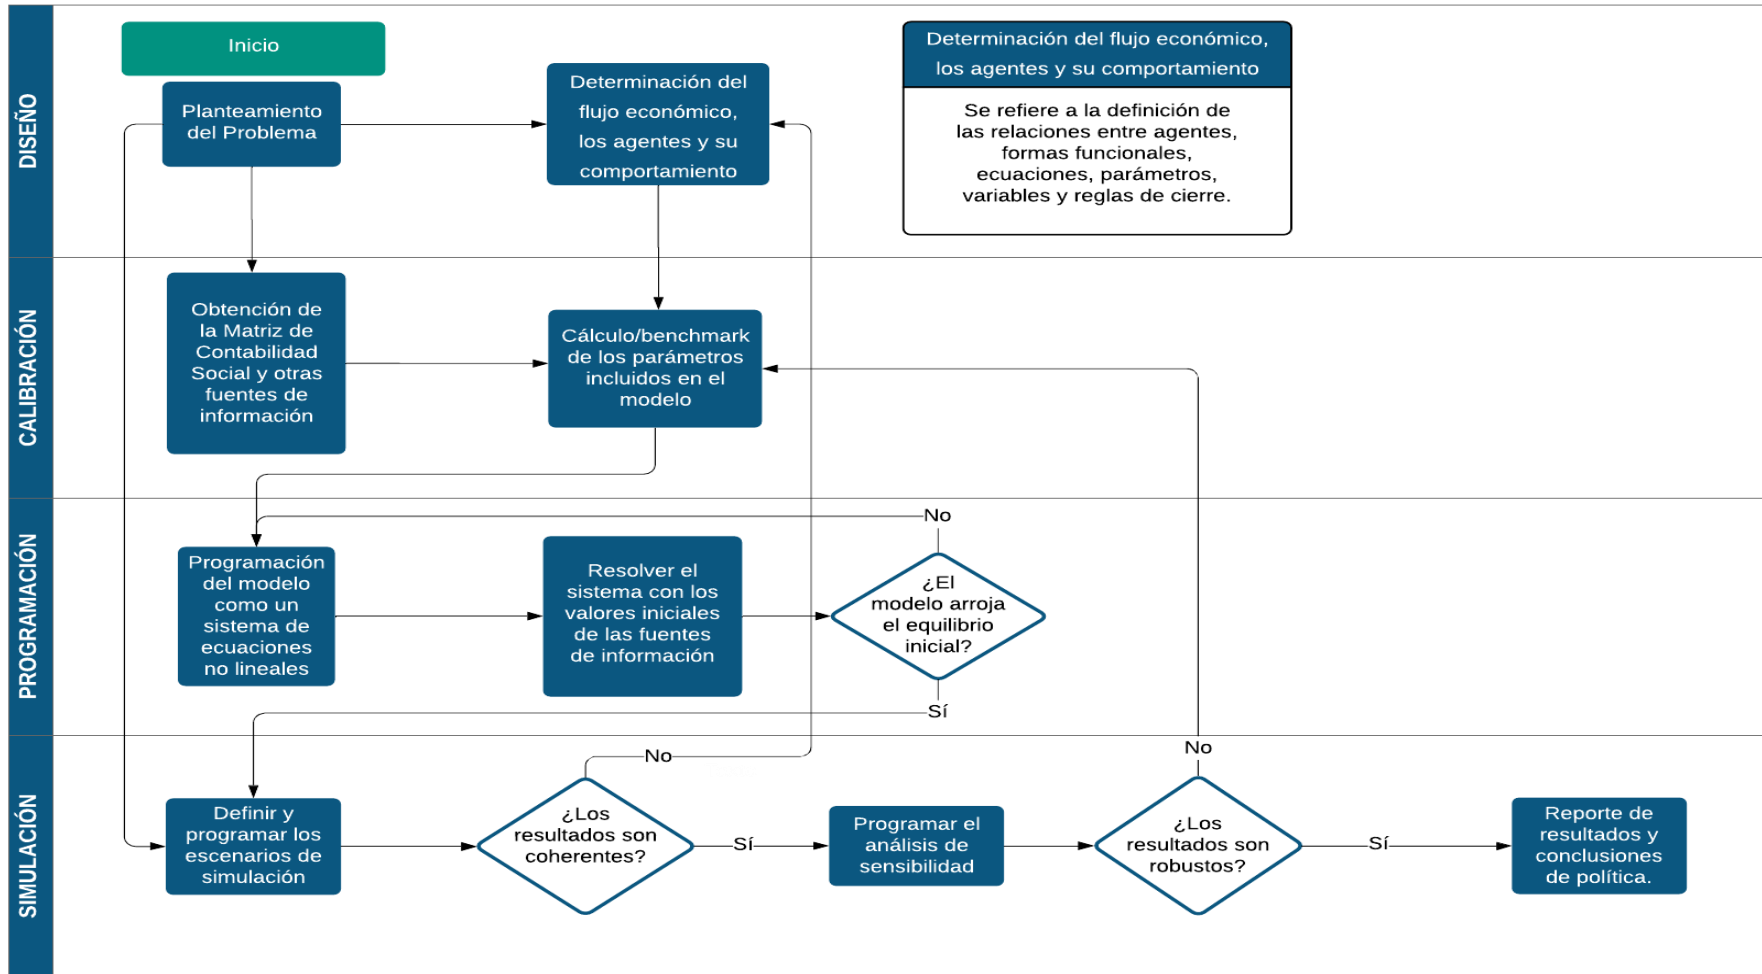 DISEÑO
Inicio
Planteamiento
del Problema
Determinación del
flujo económico,
los agentes y su
comportamiento
Determinación del flujo económico,
los agentes y su comportamiento
Se refiere a la definición de
las relaciones entre agentes,
formas funcionales,
ecuaciones, parámetros,
variables y reglas de cierre.
CALIBRACIÓN
Obtención de
la Matriz de
Contabilidad
Social y otras
fuentes de
información
Cálculo/benchmark
de los parámetros
incluidos en el
modelo
PROGRAMACIÓN
Programación
del modelo
como un
sistema de
ecuaciones
no lineales
Resolver el
sistema con los
valores iniciales
de las fuentes
de información
No
¿El
modelo arroja
el equilibrio
inicial?
Sí
SIMULACIÓN
Definir y
programar los
escenarios de
simulación
No
¿Los
resultados son
coherentes?
Sí
Programar el
análisis de
sensibilidad
No
¿Los
resultados son
robustos?
Sí
Reporte de
resultados y
conclusiones
de política.